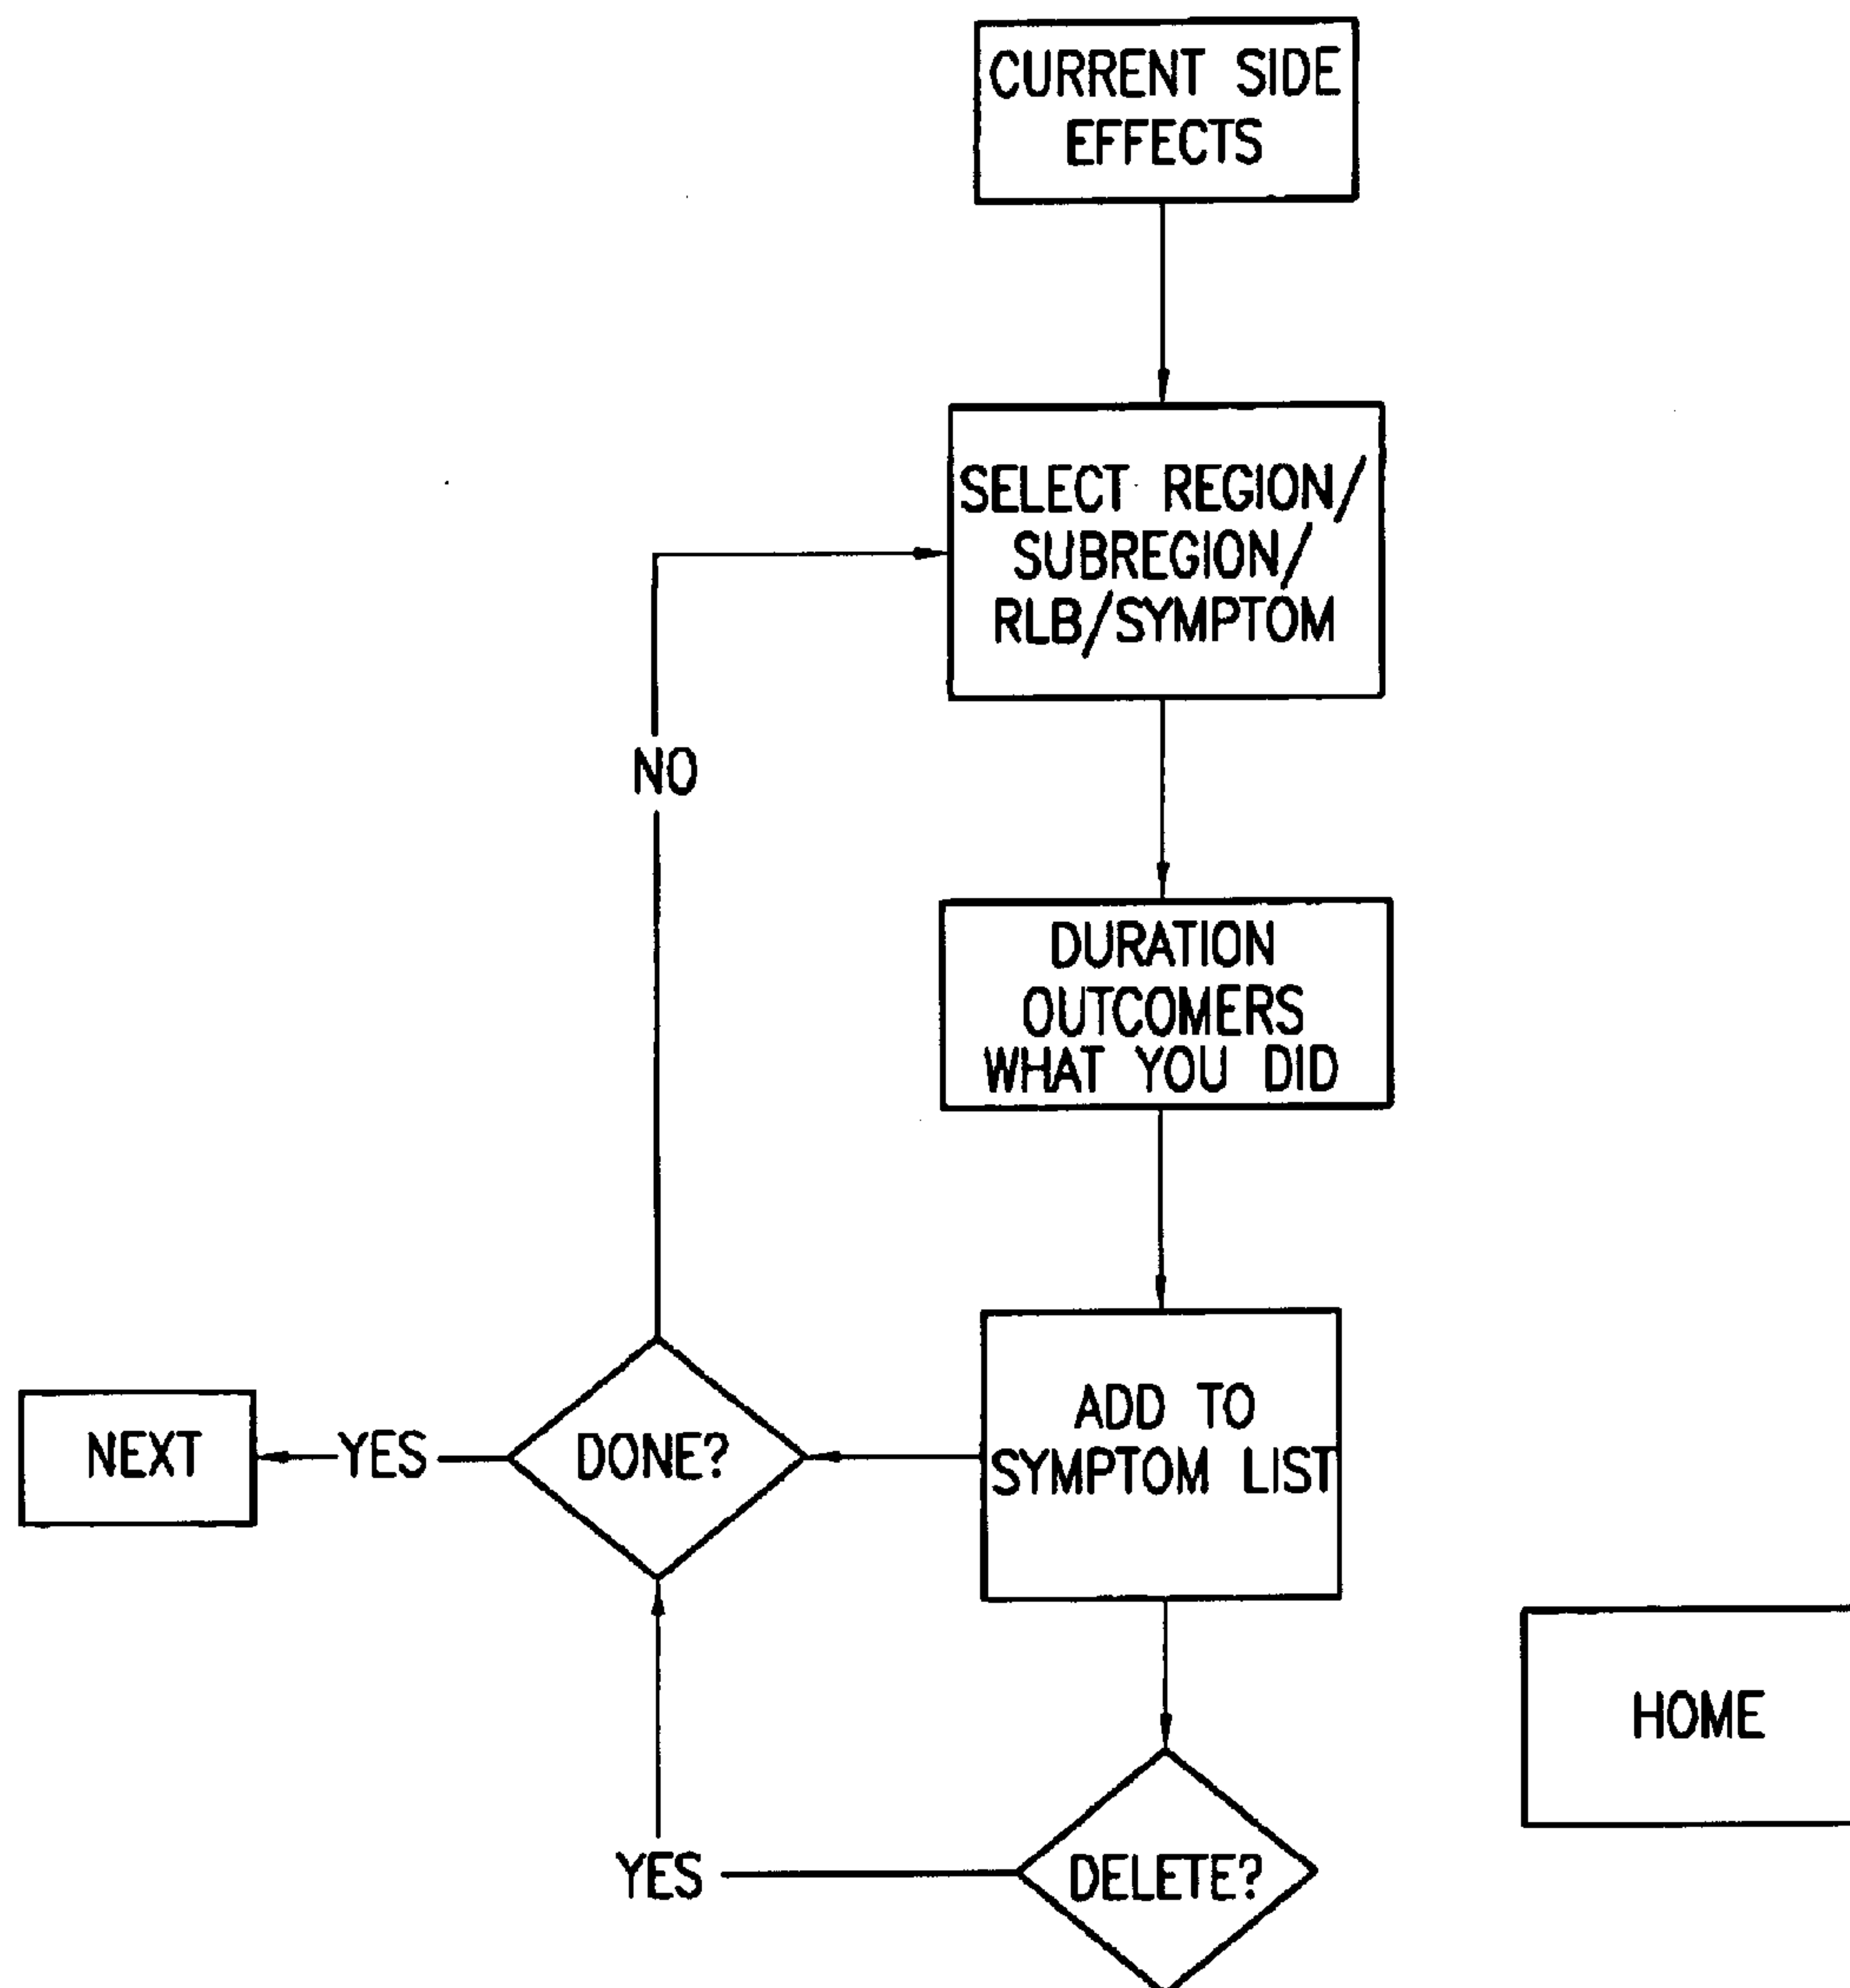 CURRENT SIDE
EFFECTS
SELECT REGION/
SUBREGION/
RLB/SYMPTOM
NO
DURATION
OUTCOMERS
WHAT YOU DID
ADD TO
SYMPTOM LIST
DONE?
YES
NEXT
HOME
DELETE?
YES